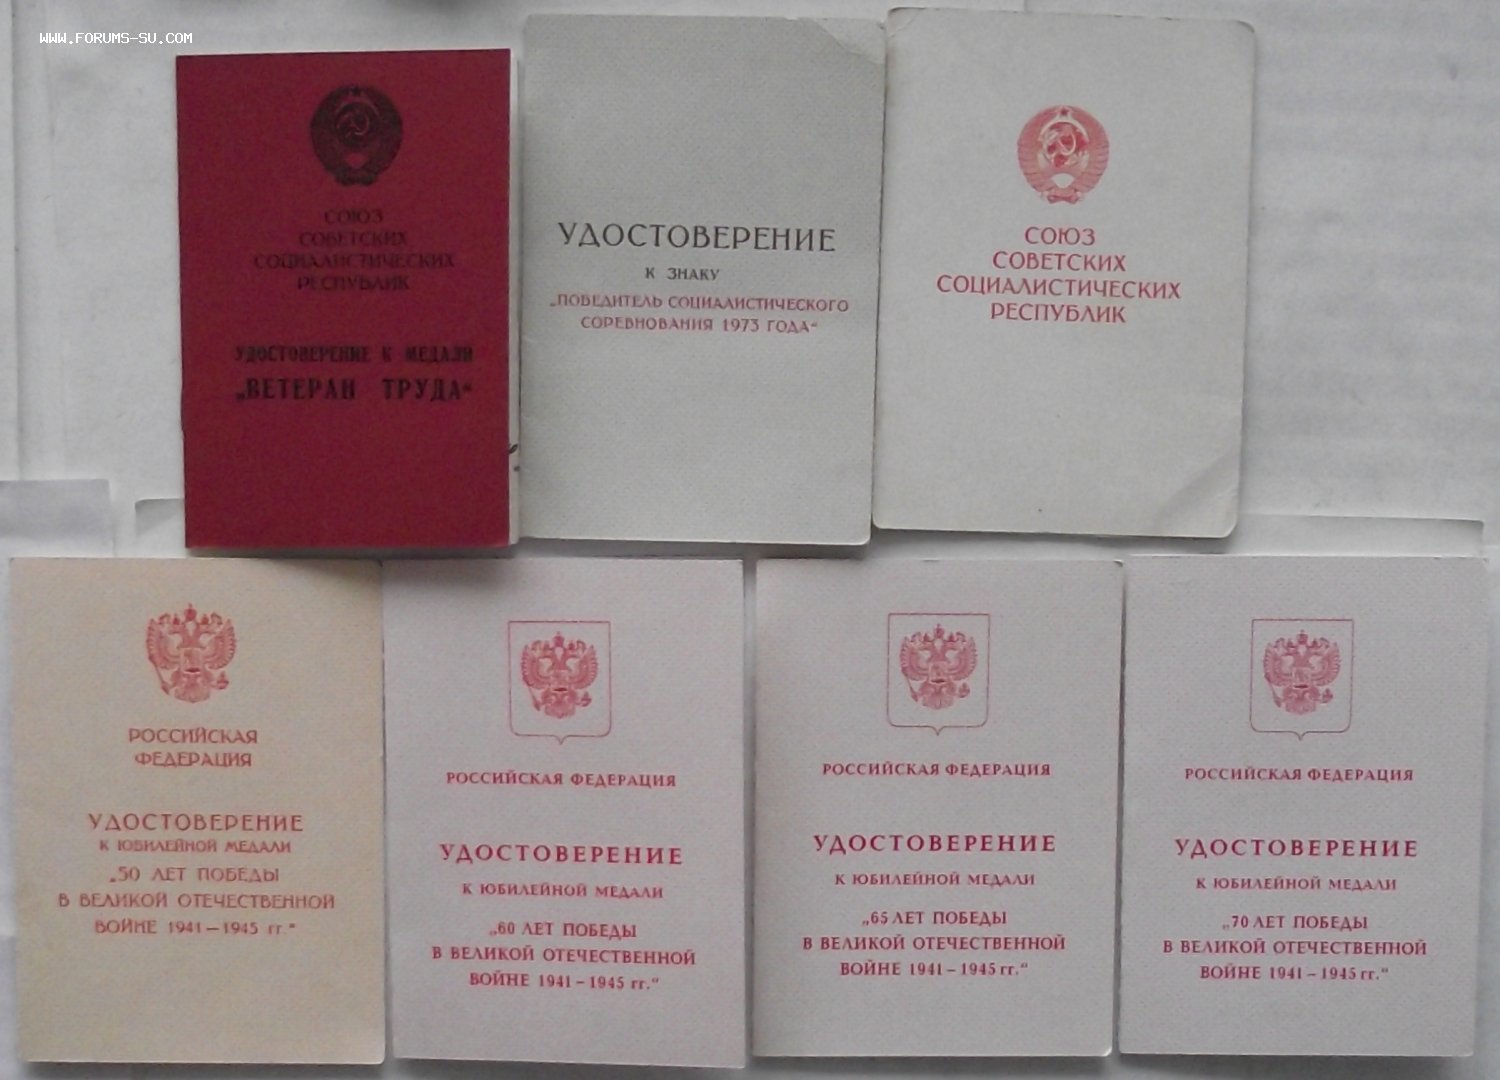 WWW.FORUMS-SU.COM
СОЮЗ
СОВЕТСКИХ
СОЦИАЛИСТИЧЕСКИХ
РЕСПУБЛИК
УДОСТОВЕРЕНИЕ К МЕДАЛИ
„ВЕТЕРАН ТРУДА“
УДОСТОВЕРЕНИЕ
К ЗНАКУ
„ПОБЕДИТЕЛЬ СОЦИАЛИСТИЧЕСКОГО
СОРЕВНОВАНИЯ 1973 ГОДА“
СОЮЗ
СОВЕТСКИХ
СОЦИАЛИСТИЧЕСКИХ
РЕСПУБЛИК
РОССИЙСКАЯ
ФЕДЕРАЦИЯ
УДОСТОВЕРЕНИЕ
К ЮБИЛЕЙНОЙ МЕДАЛИ
„50 ЛЕТ ПОБЕДЫ
В ВЕЛИКОЙ ОТЕЧЕСТВЕННОЙ
ВОЙНЕ 1941—1945 гг.“
РОССИЙСКАЯ ФЕДЕРАЦИЯ
УДОСТОВЕРЕНИЕ
К ЮБИЛЕЙНОЙ МЕДАЛИ
„60 ЛЕТ ПОБЕДЫ
В ВЕЛИКОЙ ОТЕЧЕСТВЕННОЙ
ВОЙНЕ 1941 – 1945 гг.“
РОССИЙСКАЯ ФЕДЕРАЦИЯ
УДОСТОВЕРЕНИЕ
К ЮБИЛЕЙНОЙ МЕДАЛИ
„65 ЛЕТ ПОБЕДЫ
В ВЕЛИКОЙ ОТЕЧЕСТВЕННОЙ
ВОЙНЕ 1941 – 1945 гг.“
РОССИЙСКАЯ ФЕДЕРАЦИЯ
УДОСТОВЕРЕНИЕ
К ЮБИЛЕЙНОЙ МЕДАЛИ
„70 ЛЕТ ПОБЕДЫ
В ВЕЛИКОЙ ОТЕЧЕСТВЕННОЙ
ВОЙНЕ 1941 – 1945 гг.“